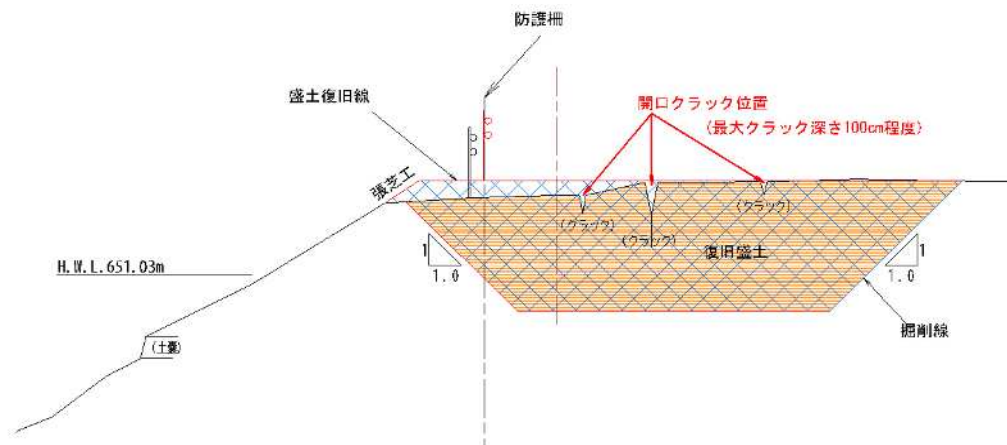 防護柵
盛土復旧線
開口クラック位置
(最大クラック深さ100cm程度)
張芝工
(クラック)
(クラック)
(クラック)
復旧盛土
1
1.0
1
1.0
H.W.L.651.03m
掘削線
(土嚢)